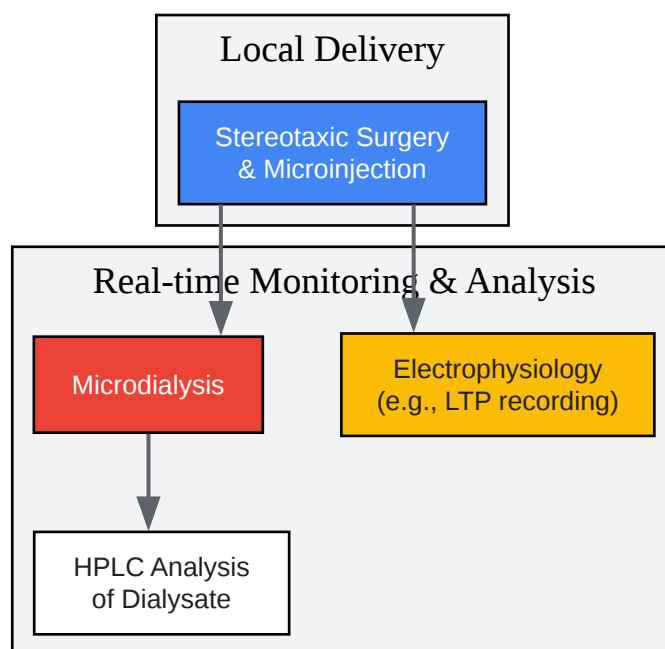 Local Delivery
Stereotaxic Surgery
& Microinjection
Real-time Monitoring & Analysis
Microdialysis
Electrophysiology
(e.g., LTP recording)
HPLC Analysis
of Dialysate